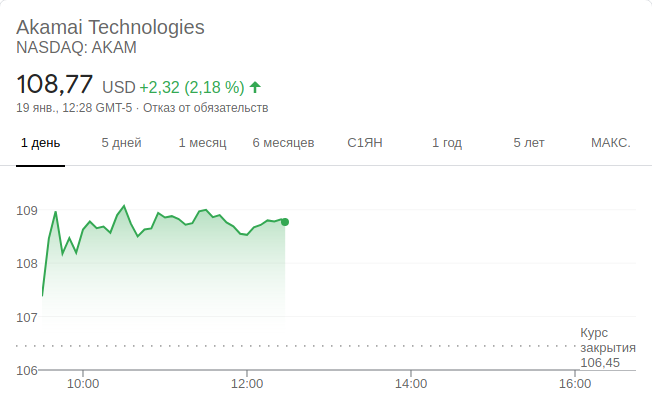 Akamai Technologies
NASDAQ: AKAM
108,77 USD +2,32 (2,18 %)
19 янв., 12:28 GMT-5 · Отказ от обязательств
1 день 5 дней 1 месяц 6 месяцев С1ЯН 1 год 5 лет МАКС.
109
108
107
Курс
закрытия
106,45
106
10:00 12:00 14:00 16:00